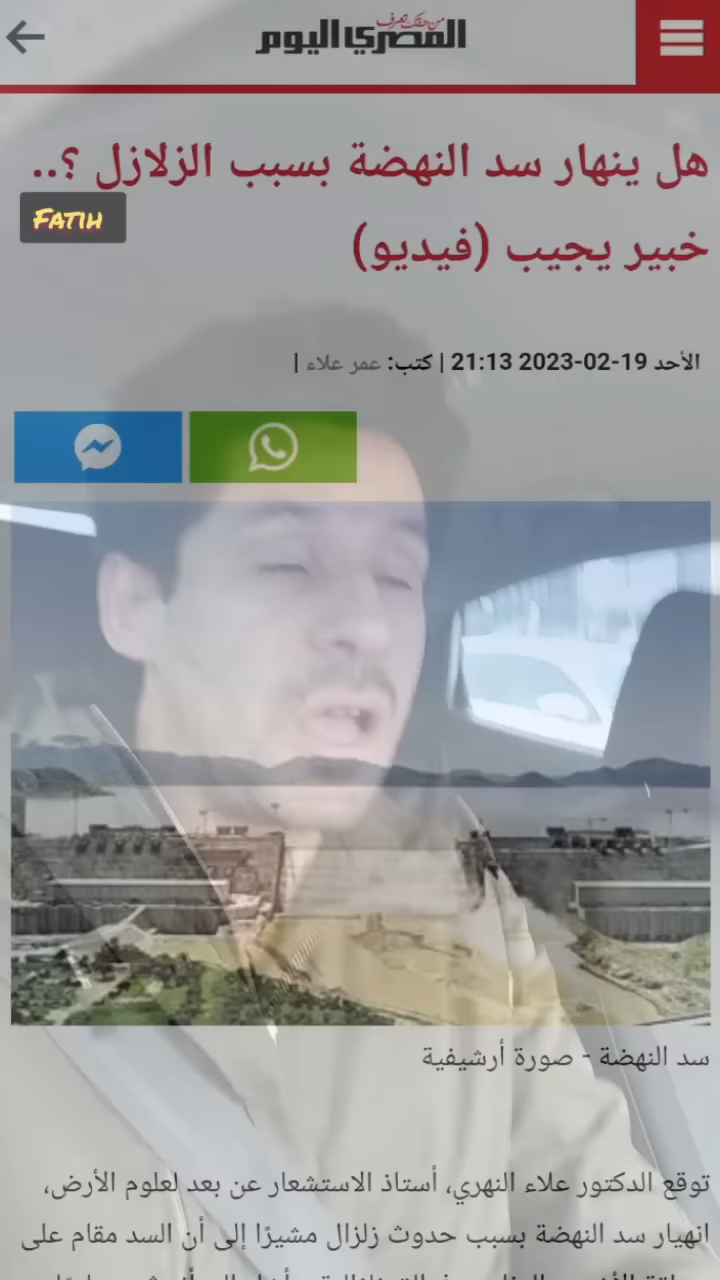 من حقك تعرف
المصري اليوم
هل ينهار سد النهضة بسبب الزلازل ؟..
FATIH
خبير يجيب (فيديو)
الأحد 19-02-2023 21:13 | كتب: عمر علاء |
سد النهضة - صورة أرشيفية
توقع الدكتور علاء النهري، أستاذ الاستشعار عن بعد لعلوم الأرض،
انهيار سد النهضة بسبب حدوث زلزال مشيرًا إلى أن السد مقام على